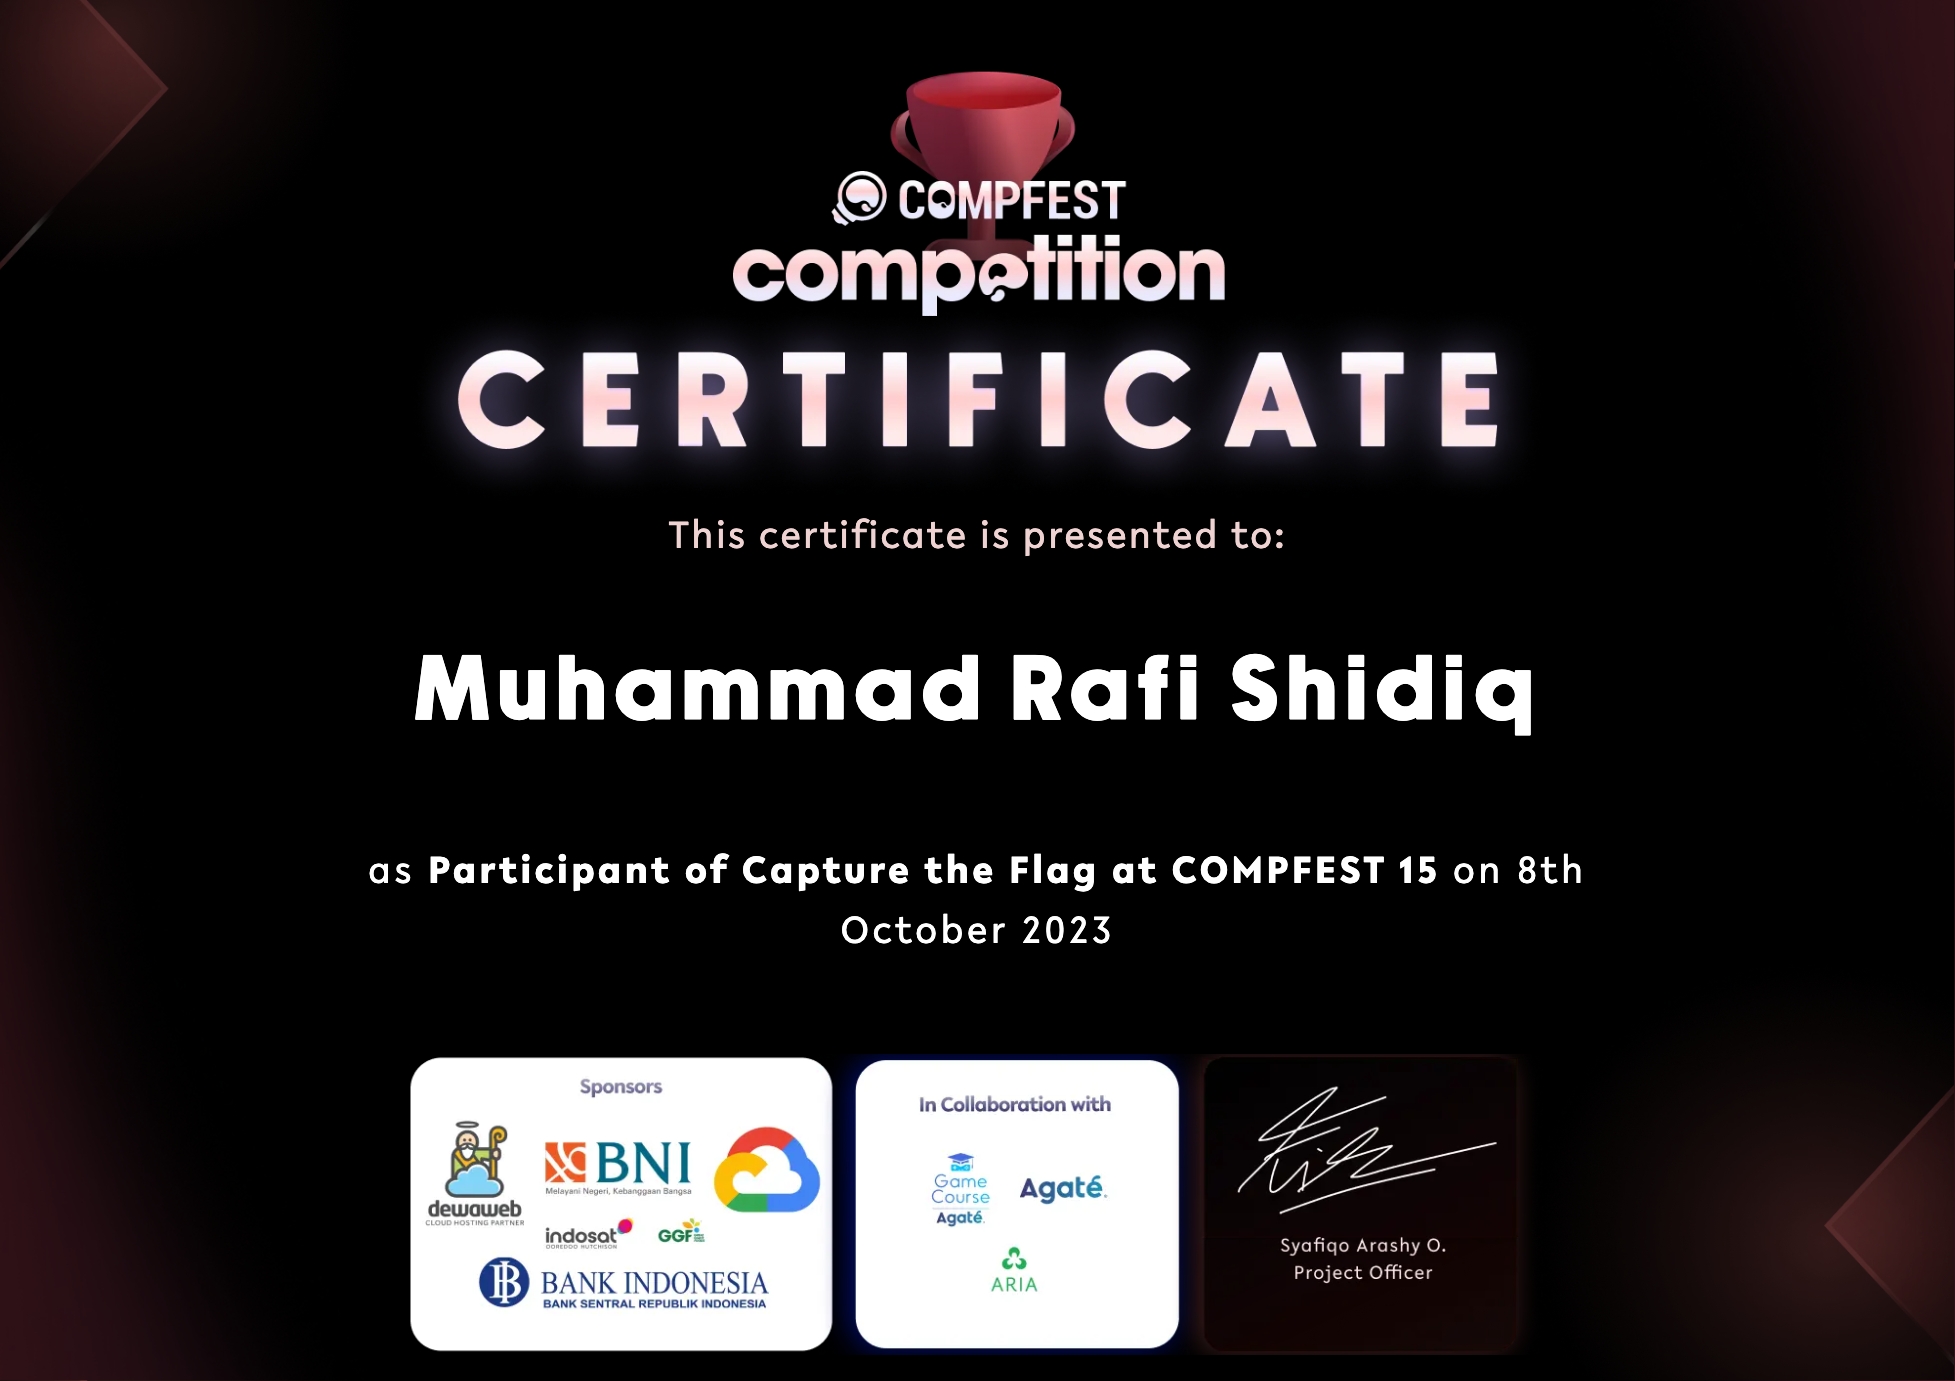 COMPFEST
competition
CERTIFICATE
This certificate is presented to:
Muhammad Rafi Shidiq
as Participant of Capture the Flag at COMPFEST 15 on 8th
October 2023
Sponsors
dewaweb
CLOUD HOSTING PARTNER
BNI
Melayani Negeri, Kebanggaan Bangsa
indosat
OOREDOO HUTCHISON
GGF
BANK INDONESIA
BANK SENTRAL REPUBLIK INDONESIA
In Collaboration with
Game
Course
Agaté
Agaté
ARIA
Syafiqo Arashy O.
Project Officer